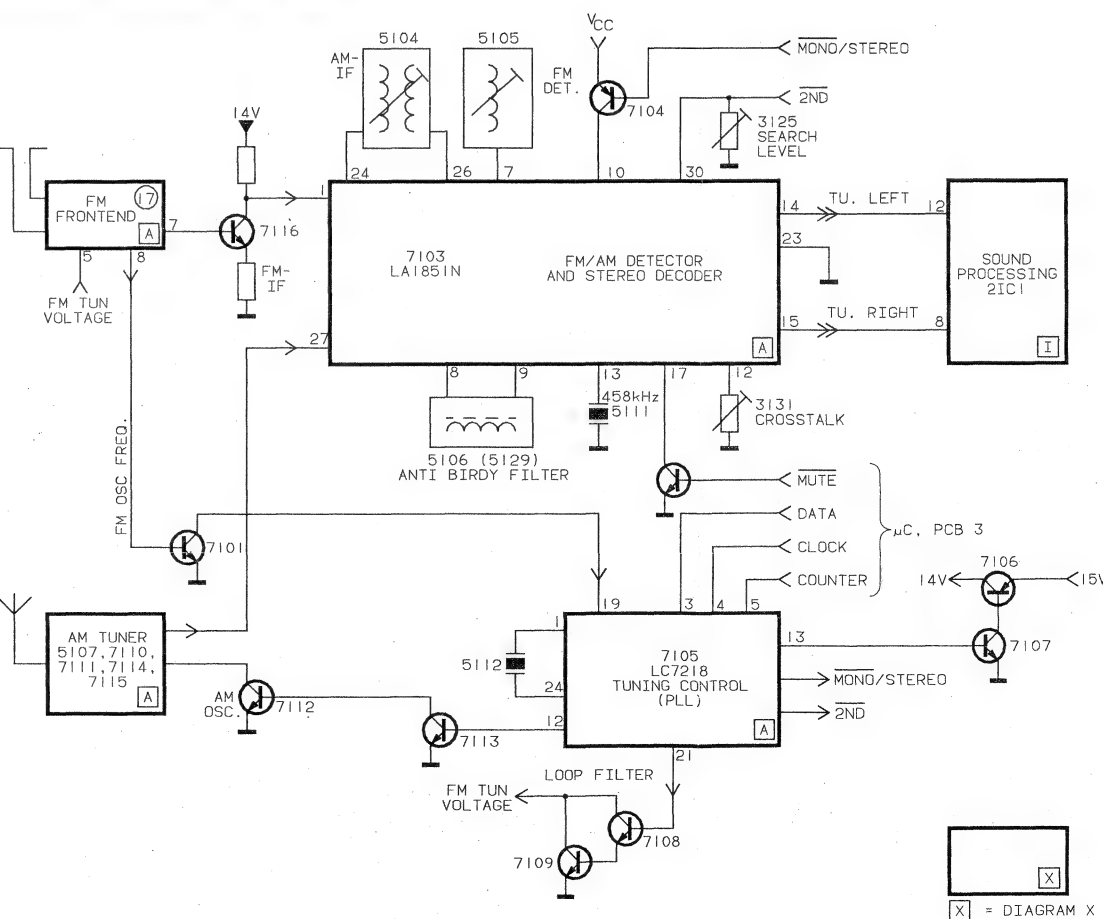 5104
5105
VCC
AM-
IF
FM
DET.
MONO/STEREO
7104
2ND
3125
SEARCH
LEVEL
14V
24
26
7
10
30
FM
FRONTEND
17
A
7
5
8
7116
FM-
IF
FM TUN
VOLTAGE
1
7103
LA1851N
FM/AM DETECTOR
AND STEREO DECODER
A
14
TU. LEFT
12
23
SOUND
PROCESSING
2IC1
I
15
TU. RIGHT
8
27
8
9
13
17
12
458kHz
5111
3131
CROSSTALK
5106 (5129)
ANTI BIRDY FILTER
FM OSC FREQ.
MUTE
DATA
CLOCK
COUNTER
μC, PCB 3
7101
7106
14V
15V
7107
AM TUNER
5107,7110,
7111,7114,
7115
A
AM
OSC.
7112
7113
5112
1
24
12
19
3
4
5
13
7105
LC7218
TUNING CONTROL
(PLL)
A
MONO/STEREO
2ND
21
LOOP FILTER
FM TUN
VOLTAGE
7108
7109
X
X = DIAGRAM X